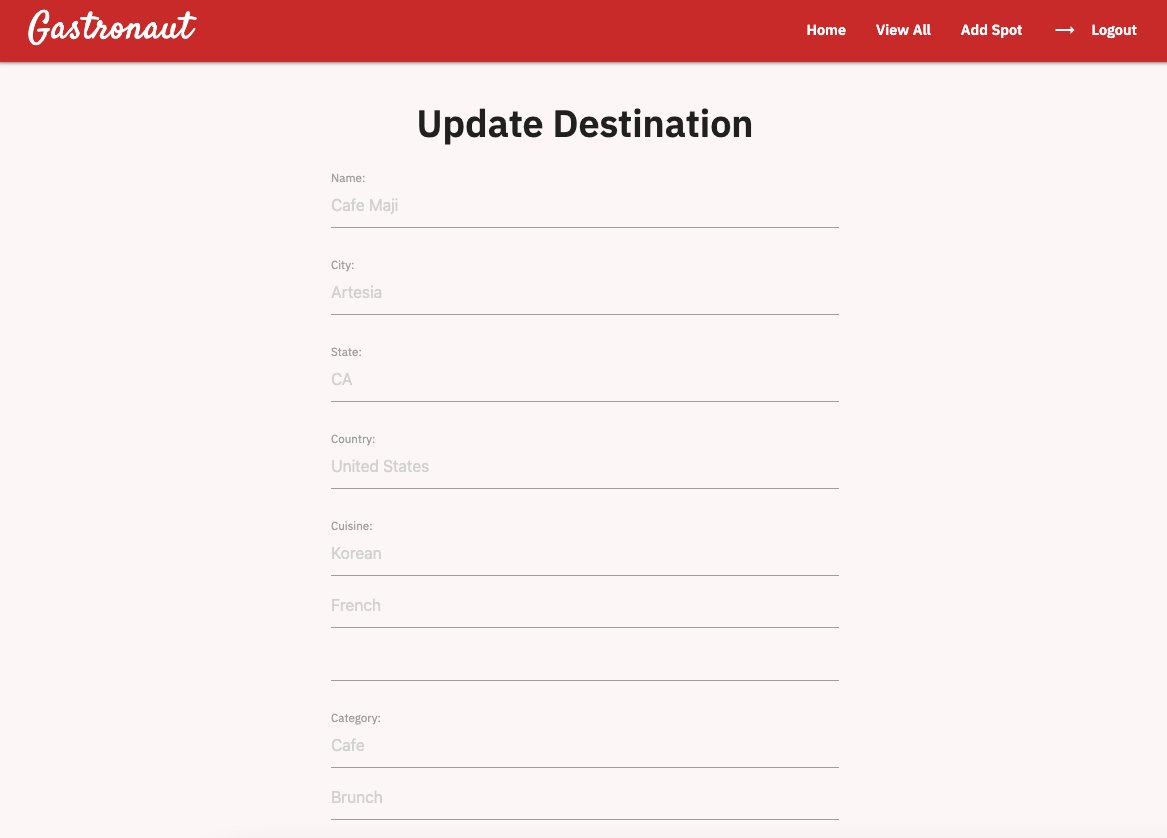 Gastronaut
Home View All Add Spot → Logout
Update Destination
Name:
Cafe Maji
City:
Artesia
State:
CA
Country:
United States
Cuisine:
Korean
French
Category:
Cafe
Brunch